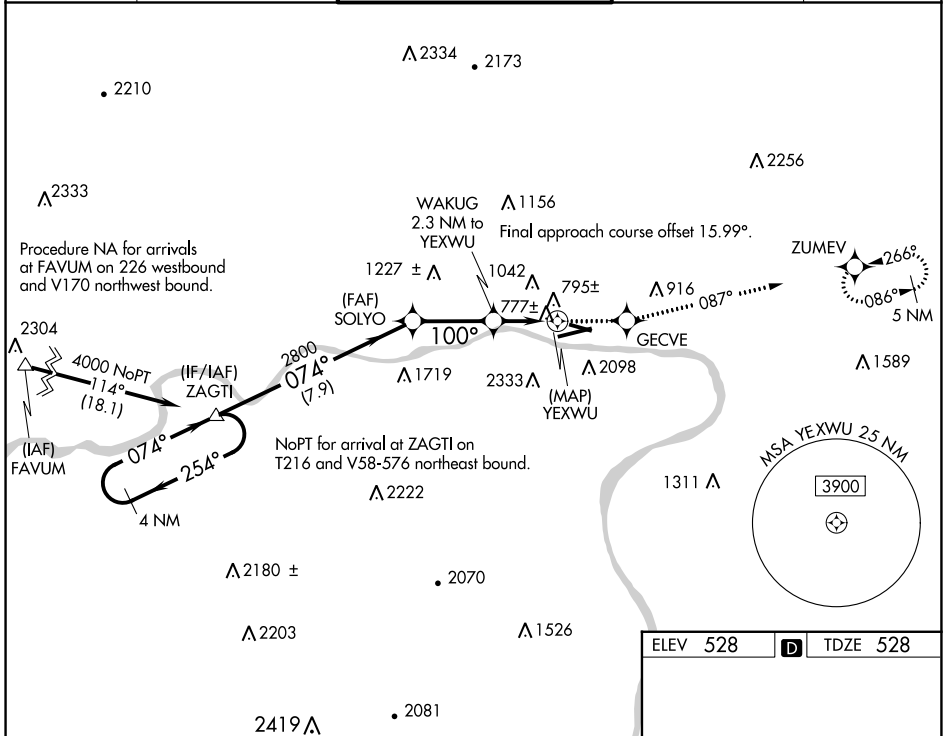 2334
2173
2210
2256
2333
WAKUG
2.3 NM to
YEXWU
1156
Final approach course offset 15.99°.
Procedure NA for arrivals
at FAVUM on 226 westbound
and V170 northwest bound.
ZUMEV
266°
086°
5 NM
1227 ±
1042
795±
777±
916
087°
(FAF)
SOLYO
100°
GECVE
2304
4000 NoPT
114°
(18.1)
(IF/IAF)
ZAGTI
2800
074°
(7.9)
1719
2333
2098
1589
(MAP)
YEXWU
(IAF)
FAVUM
074°
254°
4 NM
NoPT for arrival at ZAGTI on
T216 and V58-576 northeast bound.
MSA YEXWU 25 NM
3900
2222
1311
2180 ±
2070
2203
1526
ELEV 528 D TDZE 528
2419
2081